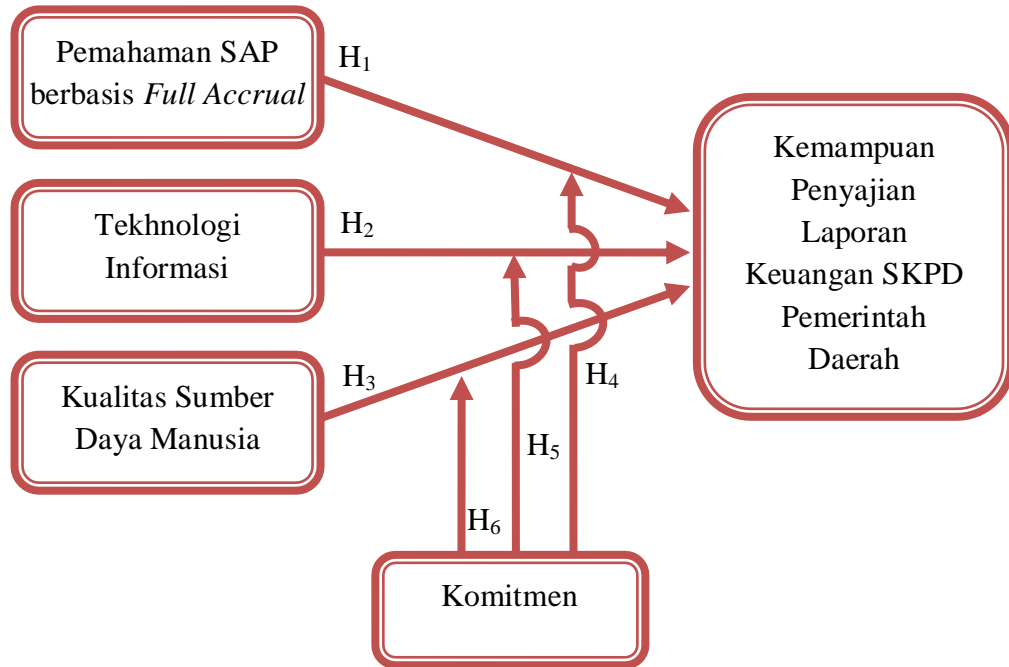 Pemahaman SAP
berbasis Full Accrual
H₁
Tekhnologi
Informasi
H₂
Kualitas Sumber
Daya Manusia
H₃
Kemampuan
Penyajian
Laporan
Keuangan SKPD
Pemerintah
Daerah
H₄
H₅
H₆
Komitmen